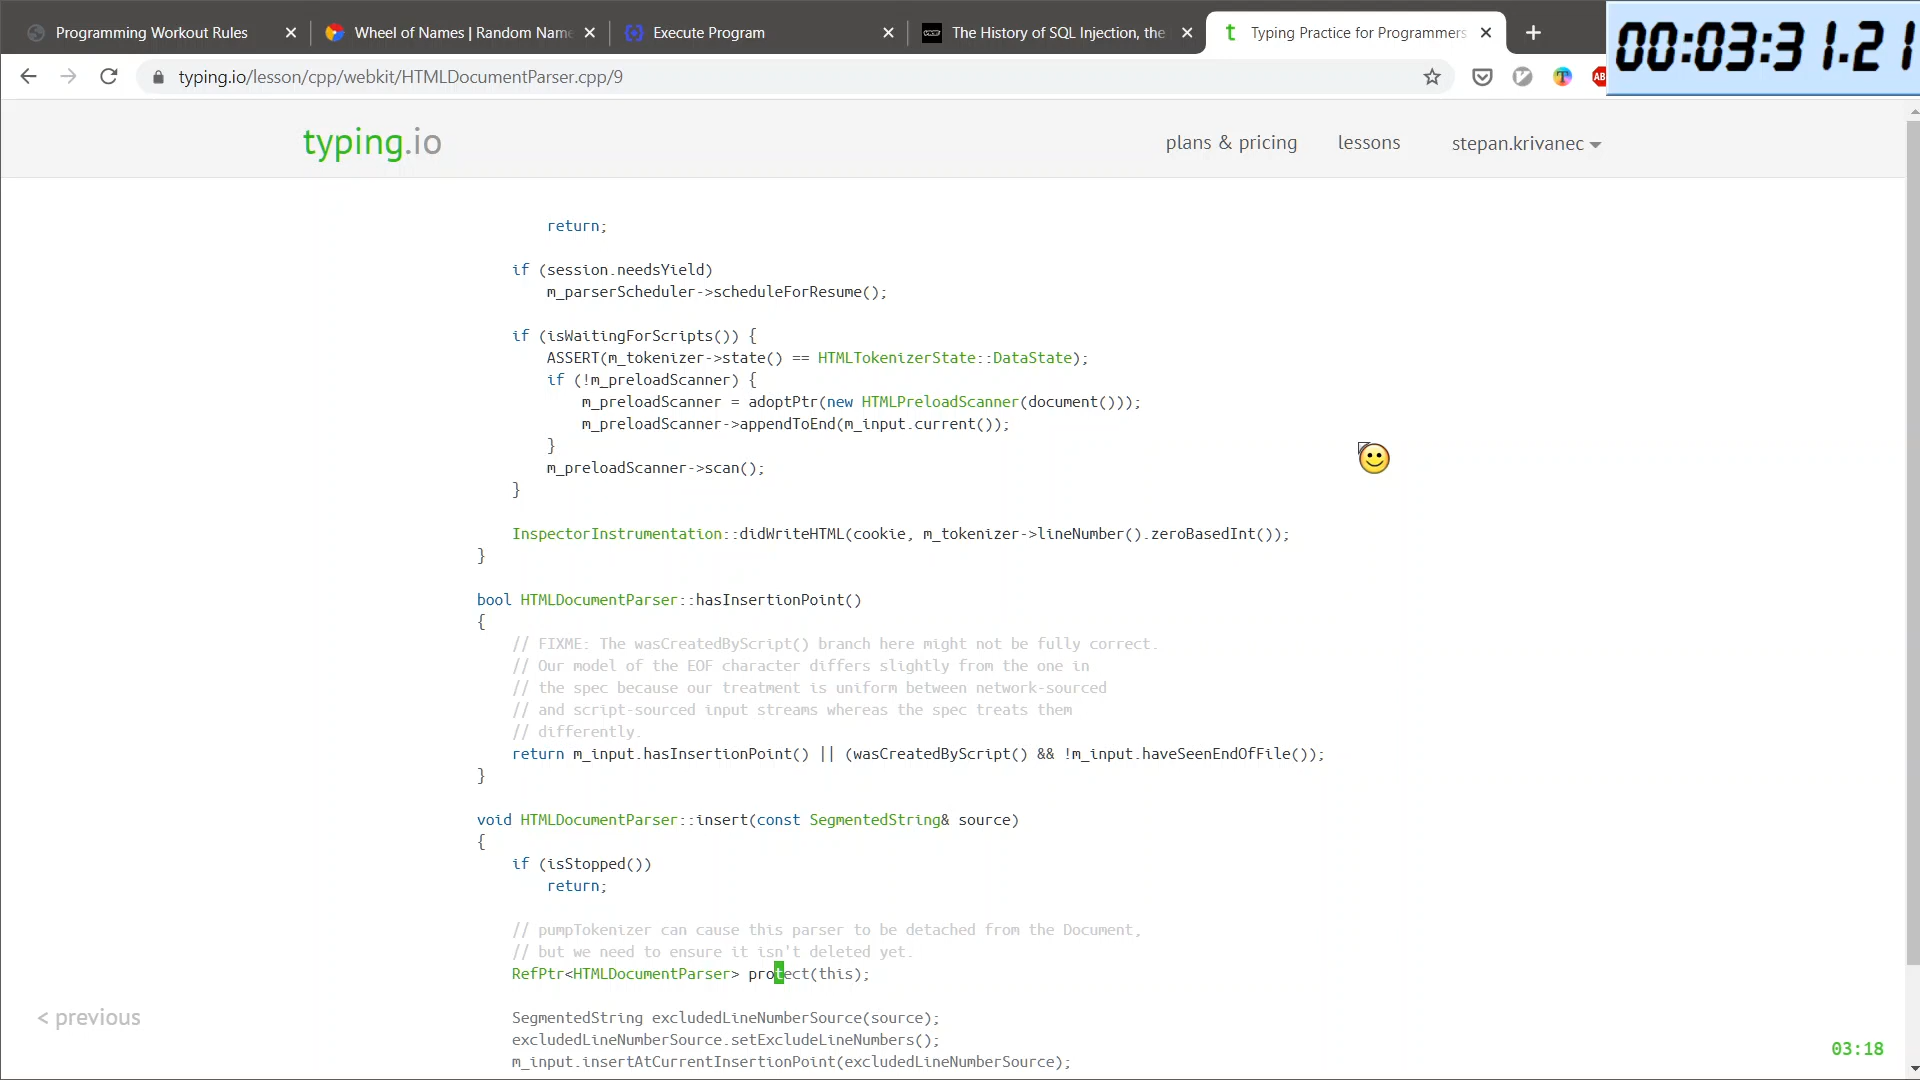 Programming Workout Rules
Wheel of Names | Random Name
Execute Program
The History of SQL Injection, the
t Typing Practice for Programmers
00:03:31.21
typing.io/lesson/cpp/webkit/HTMLDocumentParser.cpp/9
typing.io
plans & pricing
lessons
stepan.krivanec
return;
if (session.needsYield)
m_parserScheduler->scheduleForResume();
if (isWaitingForScripts()) {
ASSERT(m_tokenizer->state() == HTMLTokenizerState::DataState);
if (!m_preloadScanner) {
m_preloadScanner = adoptPtr(new HTMLPreloadScanner(document()));
m_preloadScanner->appendToEnd(m_input.current());
}
m_preloadScanner->scan();
}
InspectorInstrumentation::didWriteHTML(cookie, m_tokenizer->lineNumber().zeroBasedInt());
}
bool HTMLDocumentParser::hasInsertionPoint()
{
// FIXME: The wasCreatedByScript() branch here might not be fully correct.
// Our model of the EOF character differs slightly from the one in
// the spec because our treatment is uniform between network-sourced
// and script-sourced input streams whereas the spec treats them
// differently.
return m_input.hasInsertionPoint() || (wasCreatedByScript() && !m_input.haveSeenEndOfFile());
}
void HTMLDocumentParser::insert(const SegmentedString& source)
{
if (isStopped())
return;
// pumpTokenizer can cause this parser to be detached from the Document,
// but we need to ensure it isn't deleted yet.
RefPtr<HTMLDocumentParser> protect(this);
SegmentedString excludedLineNumberSource(source);
excludedLineNumberSource.setExcludeLineNumbers();
m_input.insertAtCurrentInsertionPoint(excludedLineNumberSource);
< previous
03:18